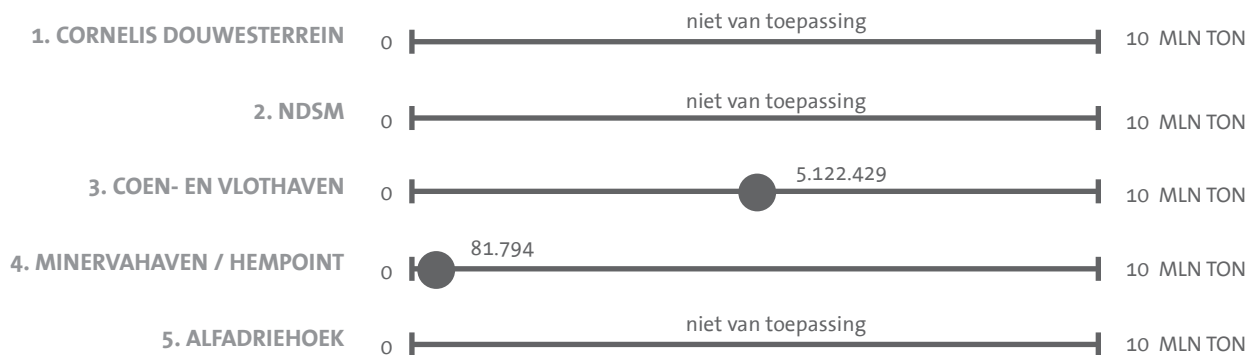 niet van toepassing
1. CORNELIS DOUWESTERREIN 0 10 MLN TON
niet van toepassing
2. NDSM 0 10 MLN TON
5.122.429
3. COEN- EN VLOTHAVEN 0 10 MLN TON
81.794
4. MINERVAHAVEN / HEMPOINT 0 10 MLN TON
niet van toepassing
5. ALFADRIEHOEK 0 10 MLN TON